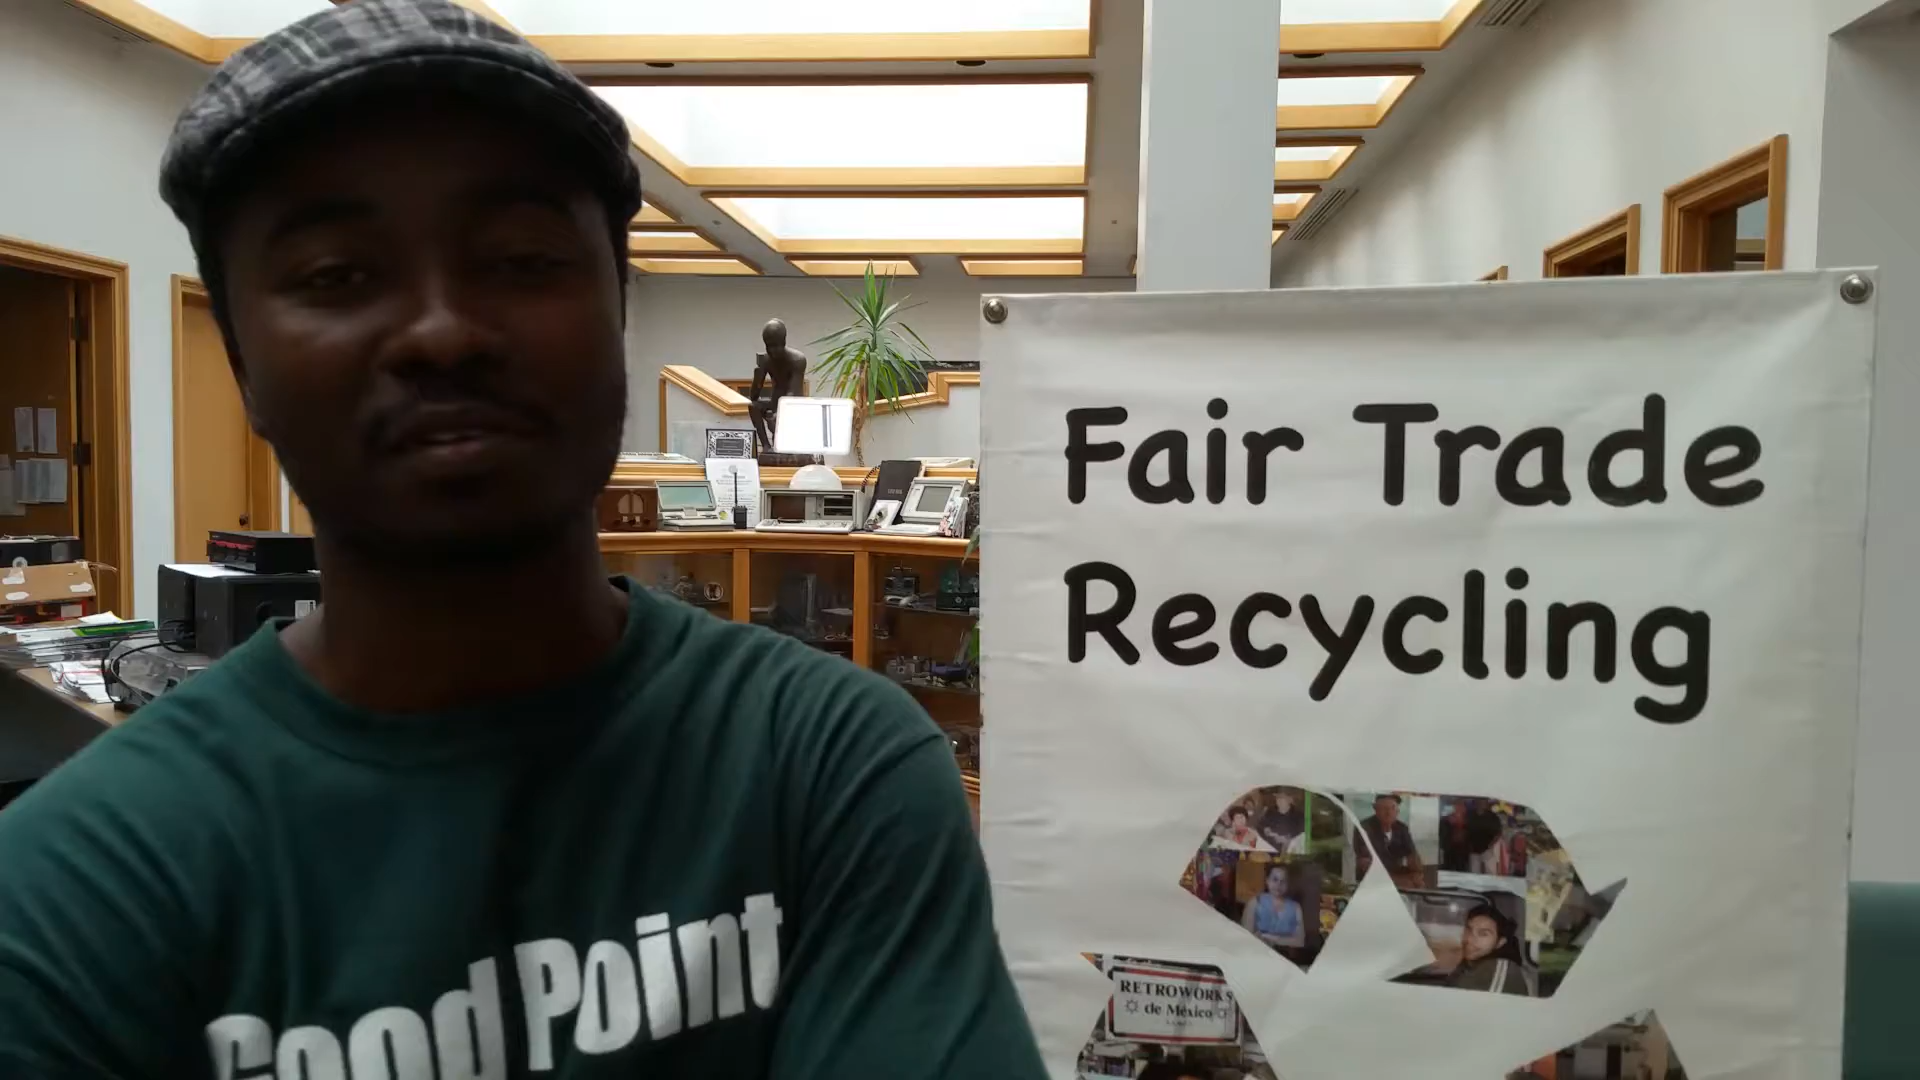 Fair Trade
Recycling
Good Point
RETROWORKS
de México